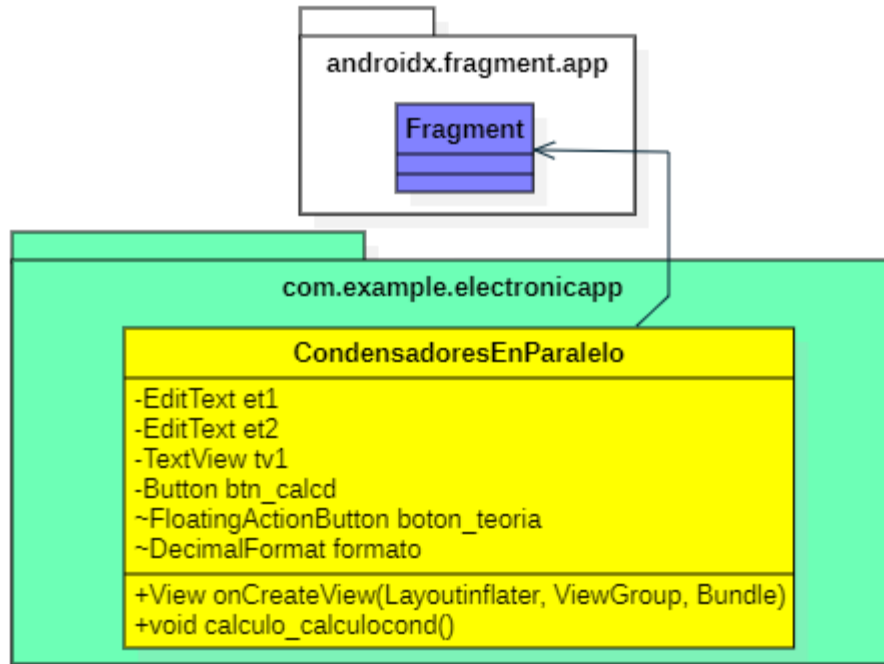 androidx.fragment.app
Fragment
com.example.electronicapp
CondensadoresEnParalelo
-EditText et1
-EditText et2
-TextView tv1
-Button btn_calcd
~FloatingActionButton boton_teoria
~DecimalFormat formato
+View onCreateView(Layoutinflater, ViewGroup, Bundle)
+void calculo_calculocond()